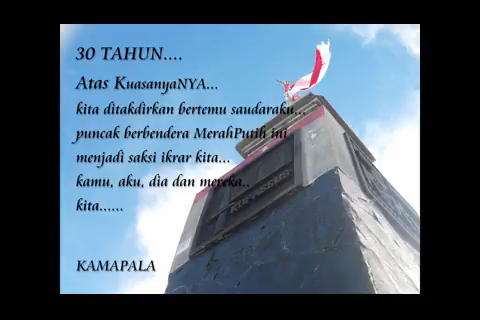 30 TAHUN....
Atas KuasanyaNYA...
kita ditakdirkan bertemu saudaraku...
puncak berbendera MerahPutih ini
menjadi saksi ikrar kita...
kamu, aku, dia dan mereka..
kita......
KAMAPALA